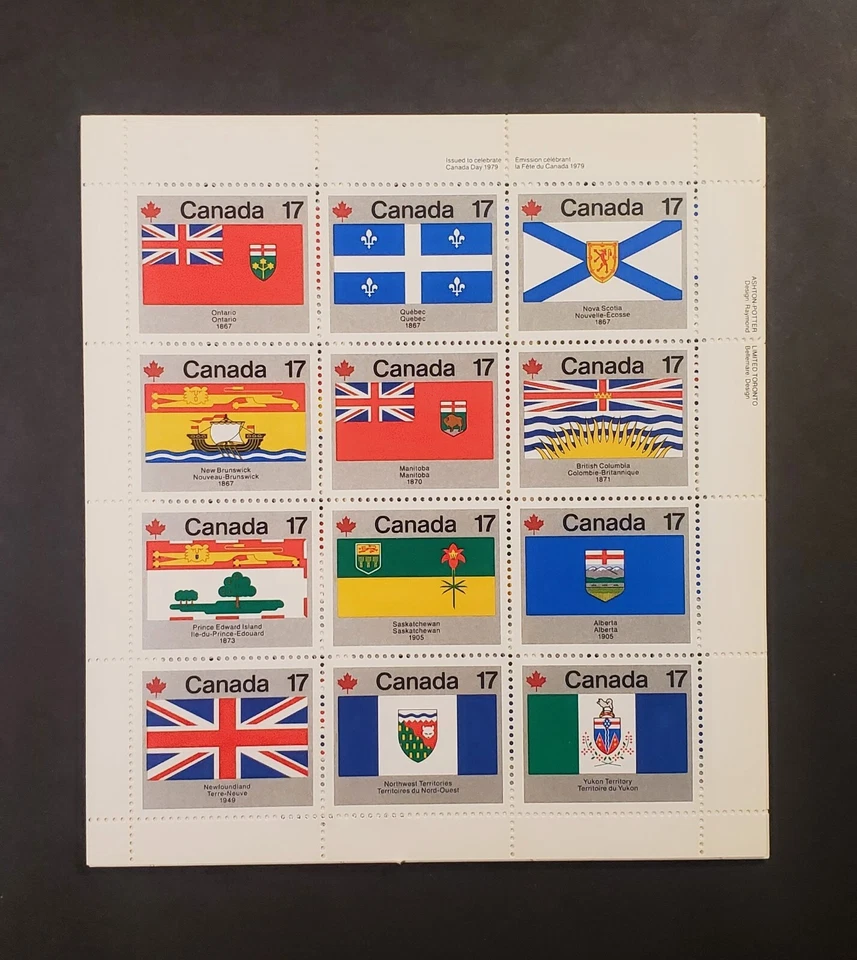 Issued to celebrate Émission célébrant
Canada Day 1979 la Fête du Canada 1979
Canada 17
Ontario
Ontario
1867
Canada 17
Québec
Quebec
1867
Canada 17
Nova Scotia
Nouvelle-Écosse
1867
Canada 17
New Brunswick
Nouveau-Brunswick
1867
Canada 17
Manitoba
Manitoba
1870
Canada 17
British Columbia
Colombie-Britannique
1871
Canada 17
Prince Edward Island
Ile-du-Prince-Edouard
1873
Canada 17
Saskatchewan
Saskatchewan
1905
Canada 17
Alberta
Alberta
1905
Canada 17
Newfoundland
Terre-Neuve
1949
Canada 17
Northwest Territories
Territoires du Nord-Ouest
Canada 17
Yukon Territory
Territoire du Yukon
ASHTON-POTTER LIMITED TORONTO
Design: Raymond Bellemare Design